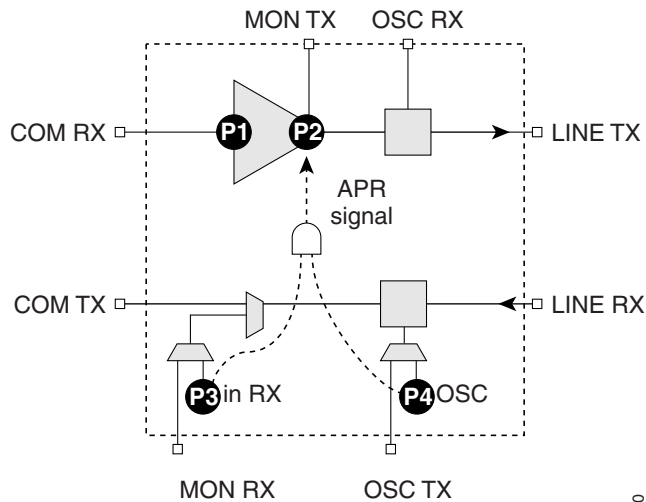 MON TX
OSC RX
COM RX
P1
P2
LINE TX
APR
signal
COM TX
LINE RX
P3
in RX
P4
OSC
MON RX
OSC TX
0